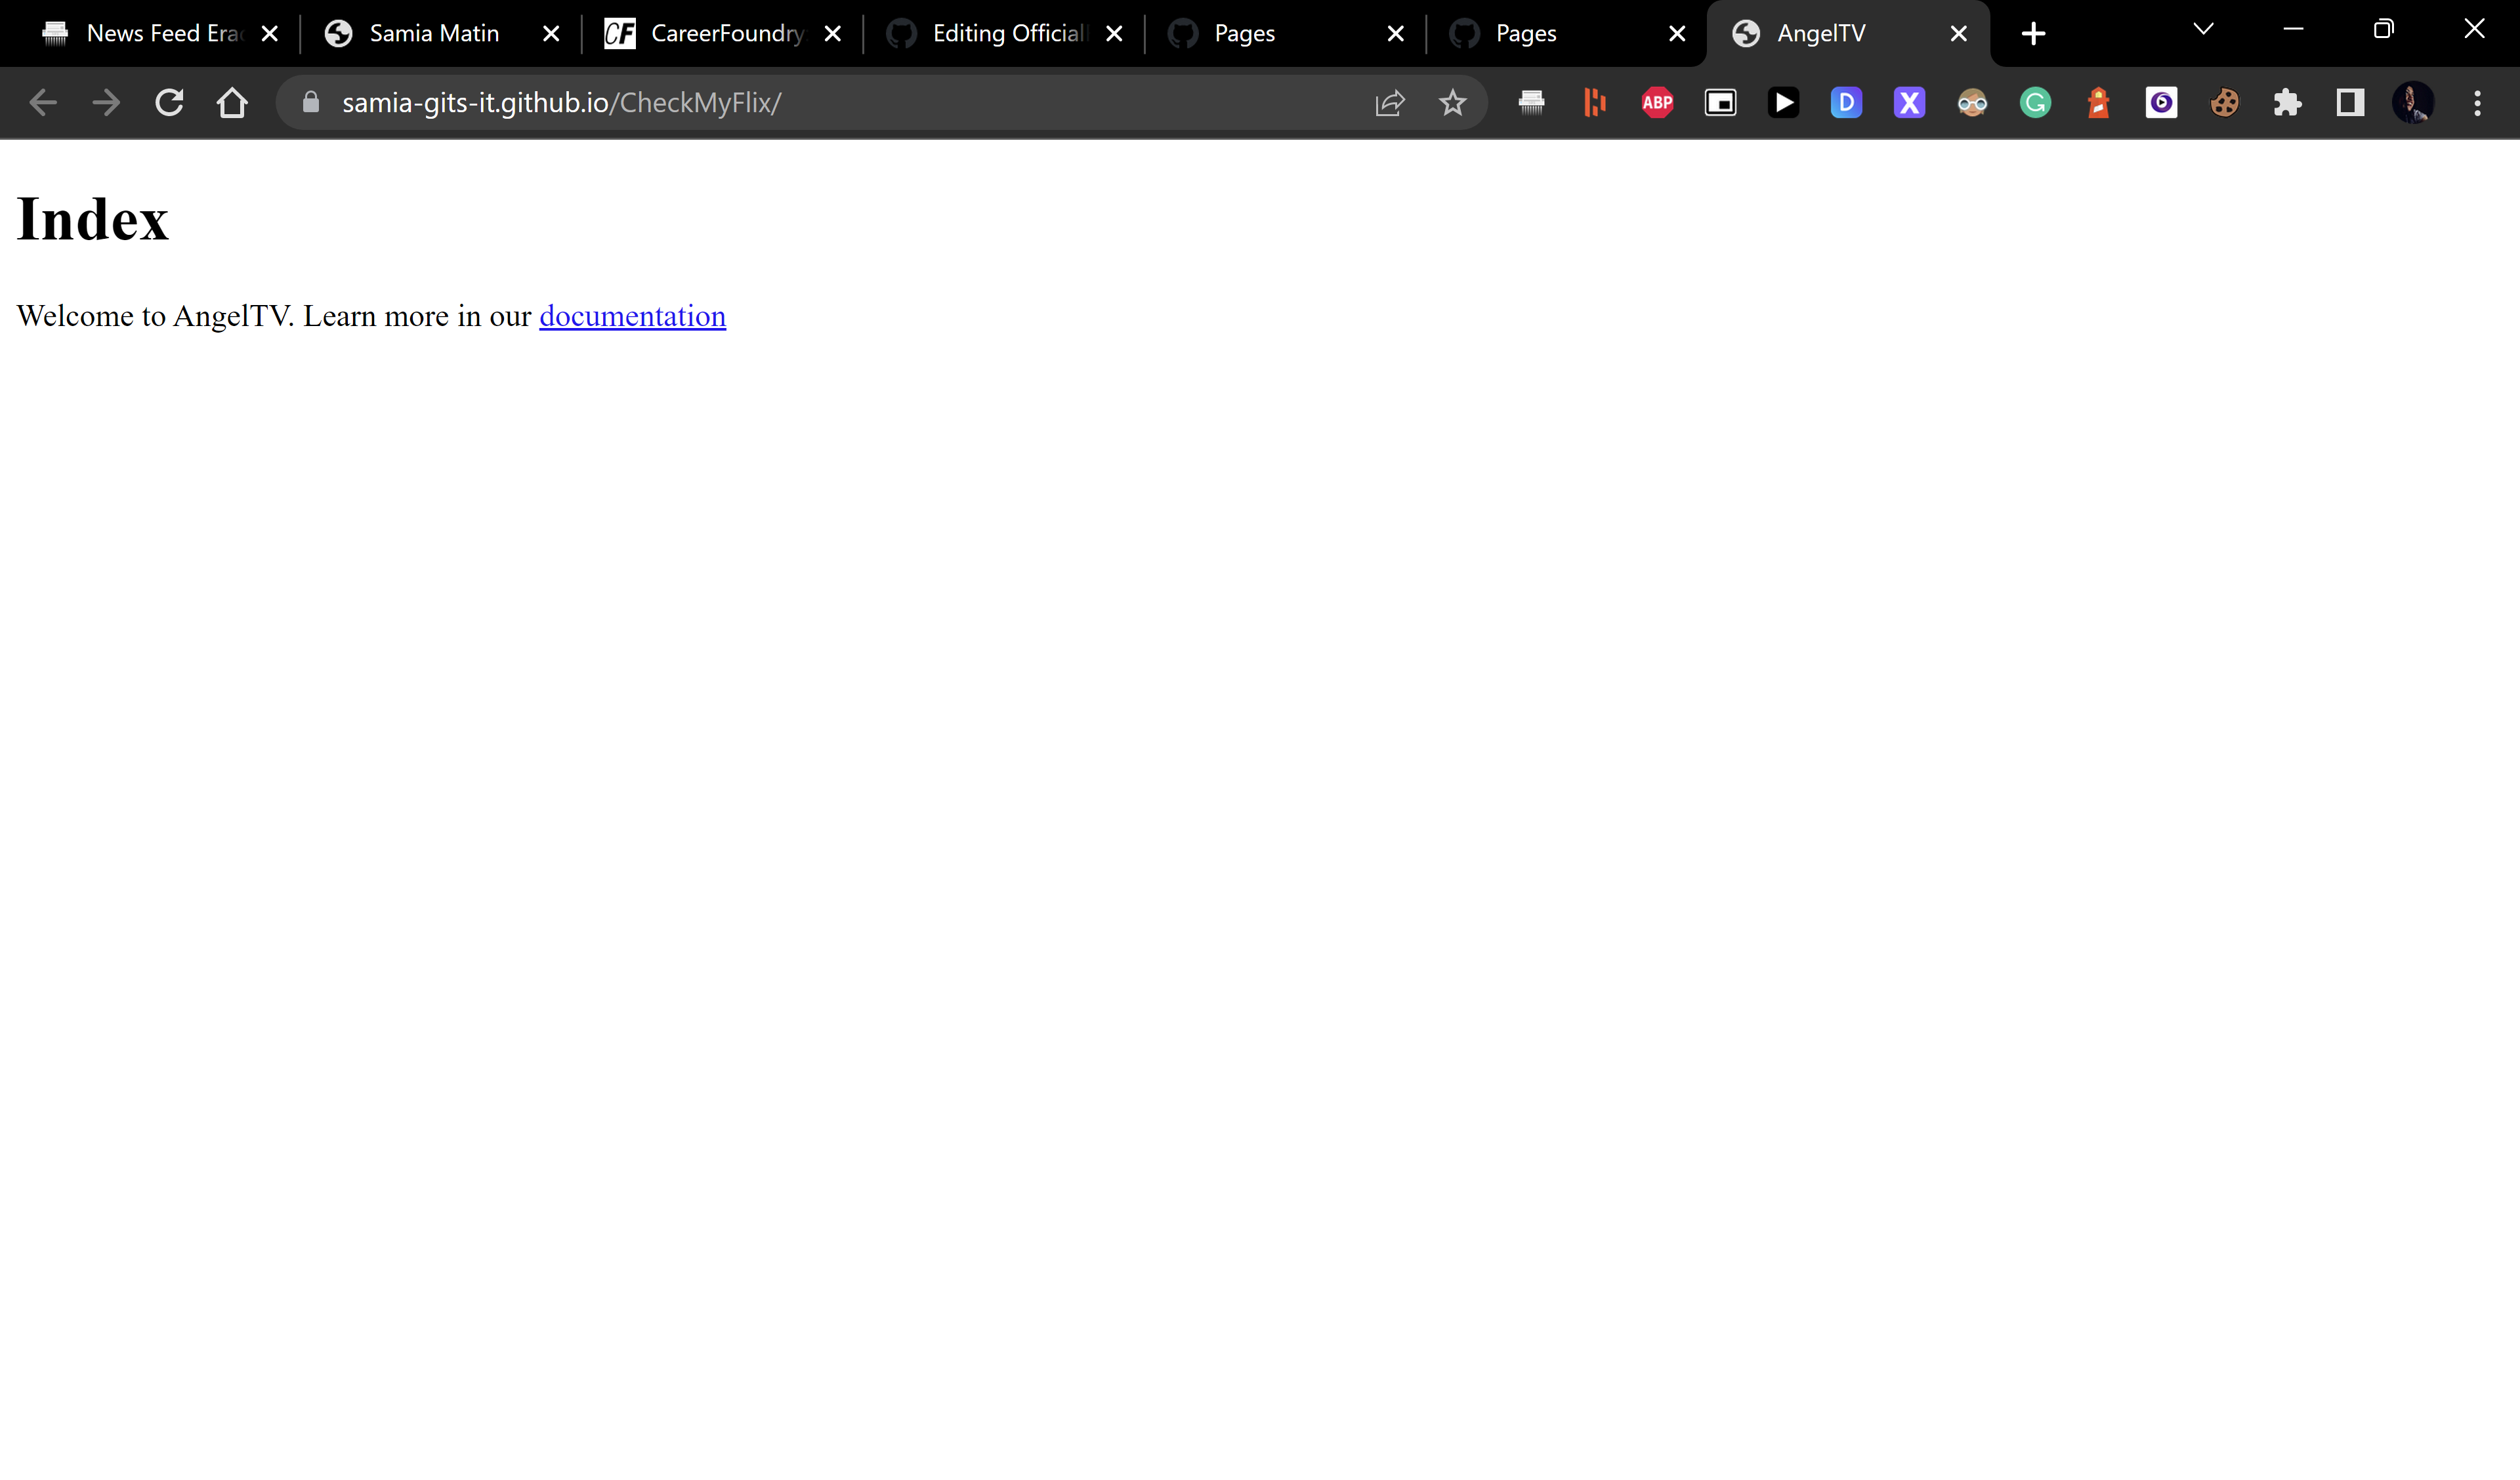 News Feed Era
Samia Matin
CF CareerFoundry
Editing Official
Pages
Pages
AngelTV
samia-gits-it.github.io/CheckMyFlix/
ABP
D
X
G
Index
Welcome to AngelTV. Learn more in our documentation